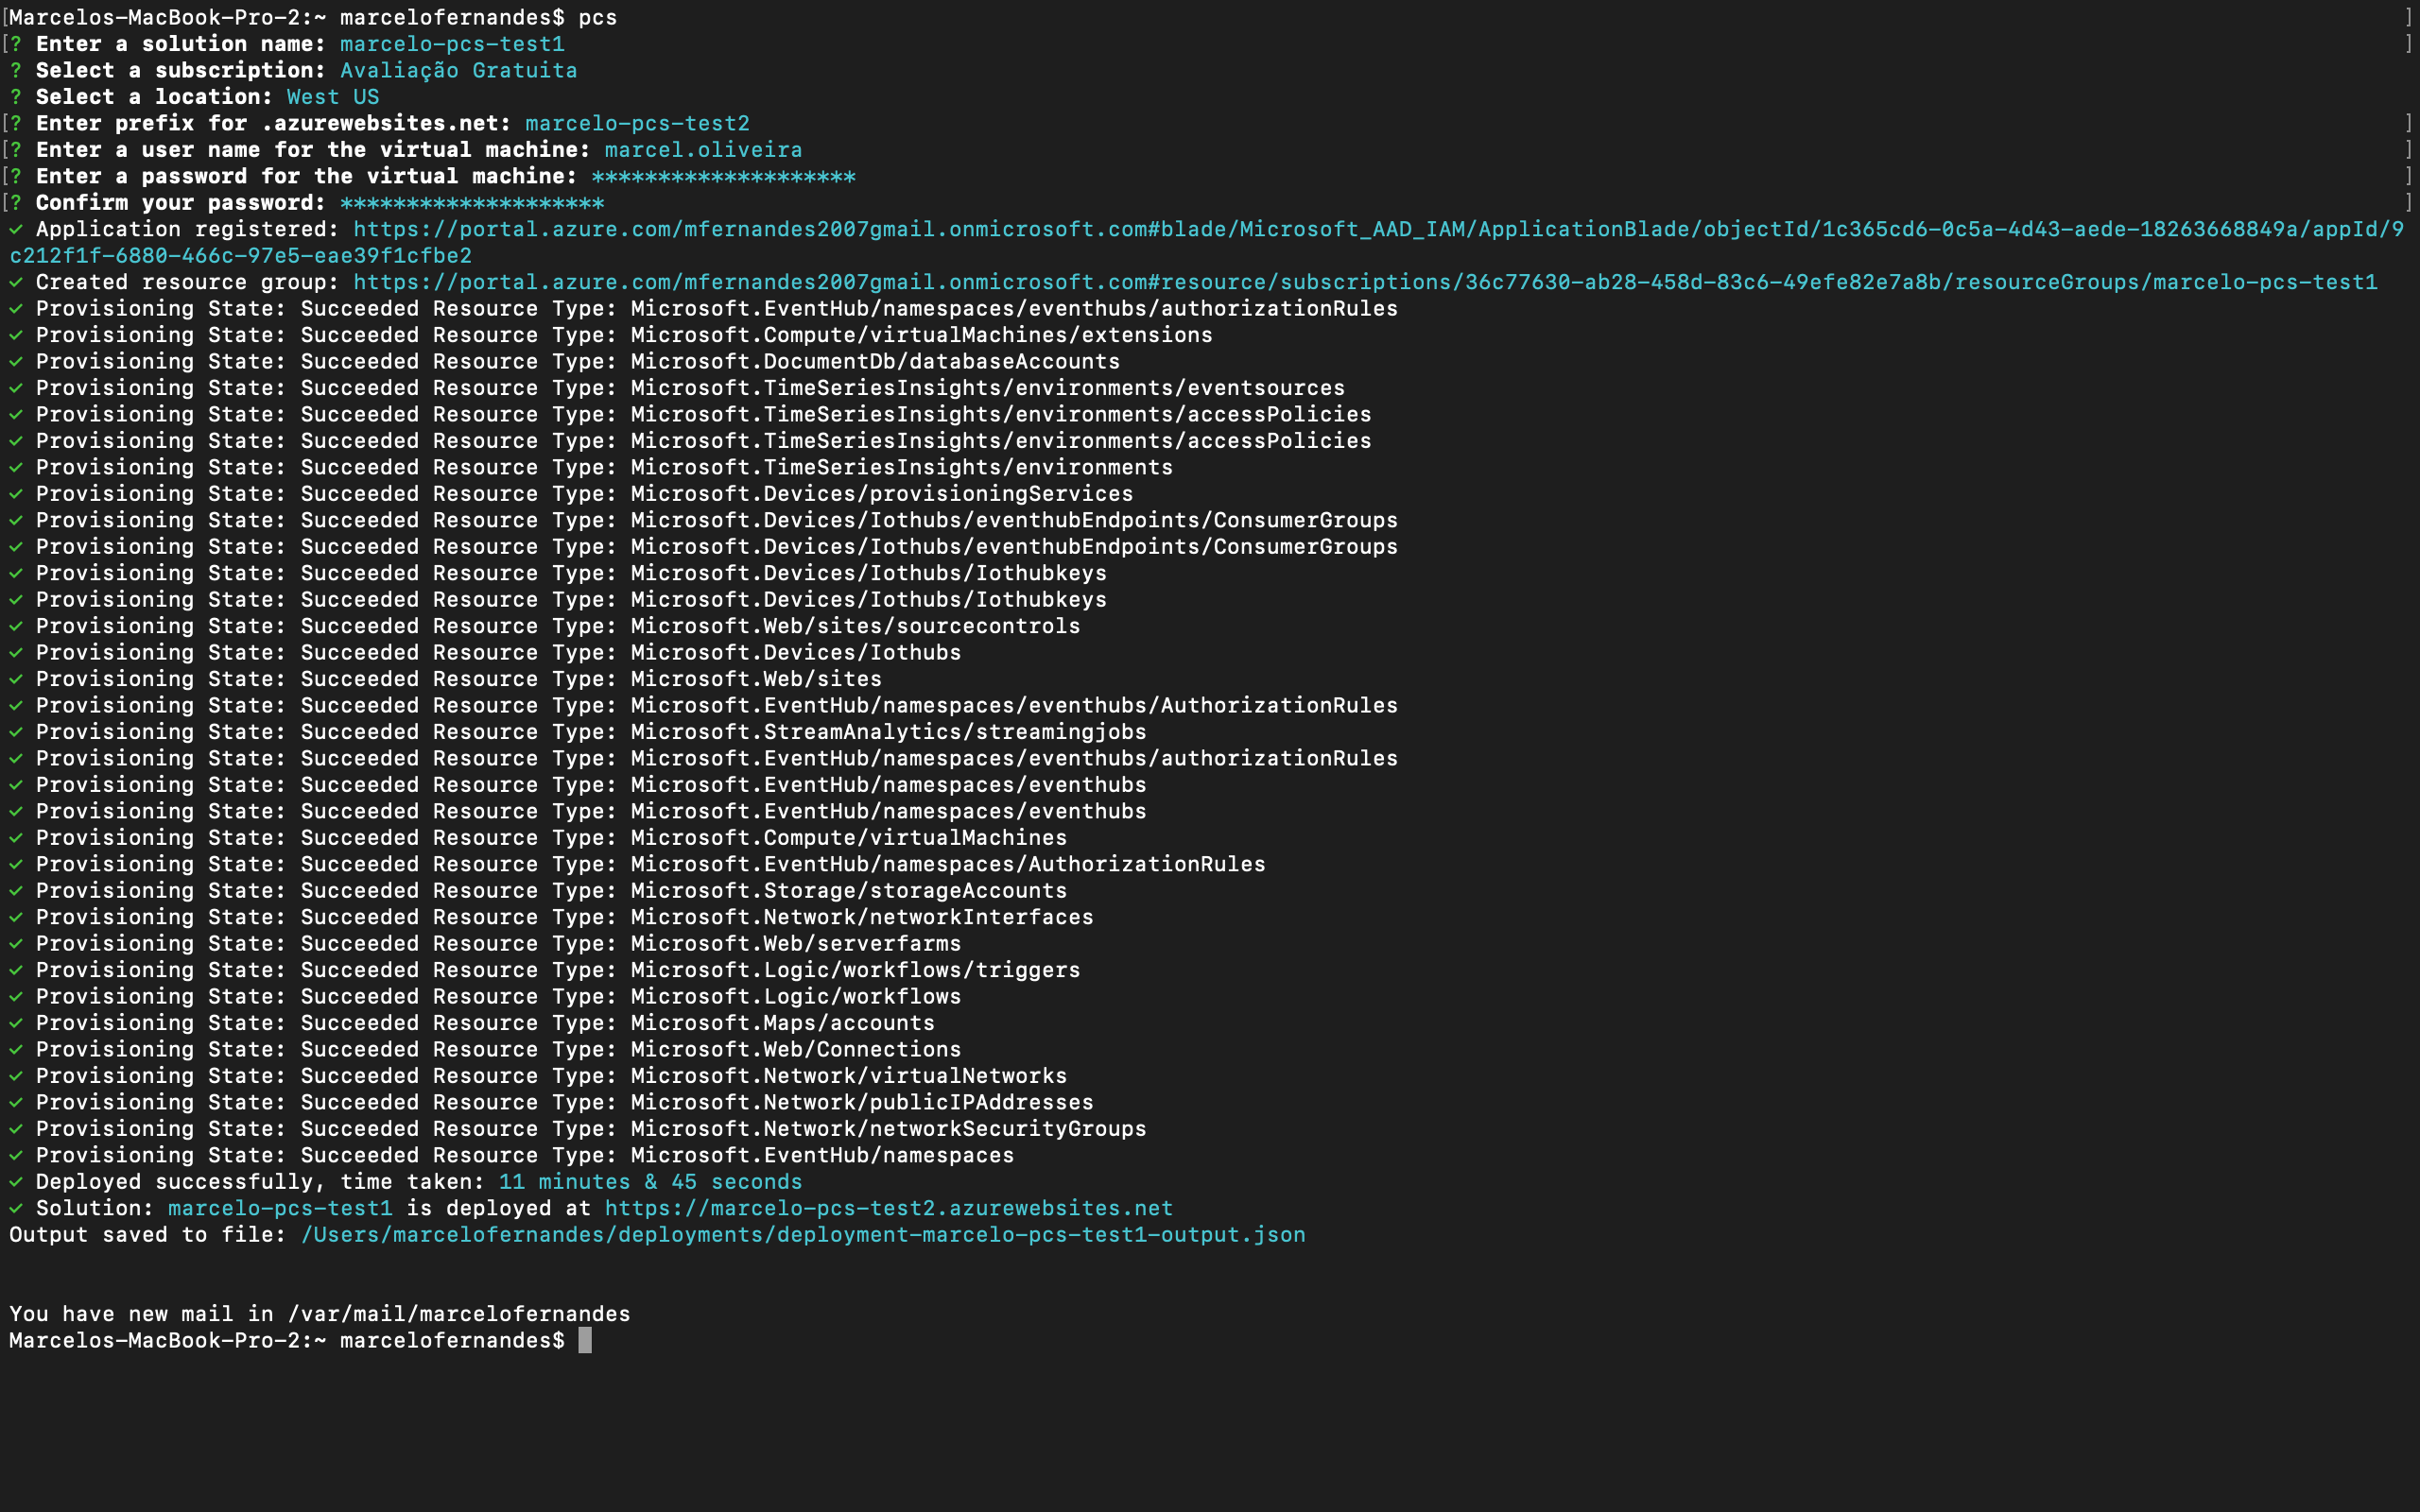 [Marcelos-MacBook-Pro-2:~ marcelofernandes$ pcs ]
[? Enter a solution name: marcelo-pcs-test1 ]
? Select a subscription: Avaliação Gratuita
? Select a location: West US
[? Enter prefix for .azurewebsites.net: marcelo-pcs-test2 ]
[? Enter a user name for the virtual machine: marcel.oliveira ]
[? Enter a password for the virtual machine: ******************** ]
[? Confirm your password: ******************** ]
✓ Application registered: https://portal.azure.com/mfernandes2007gmail.onmicrosoft.com#blade/Microsoft_AAD_IAM/ApplicationBlade/objectId/1c365cd6-0c5a-4d43-aede-18263668849a/appId/9
c212f1f-6880-466c-97e5-eae39f1cfbe2
✓ Created resource group: https://portal.azure.com/mfernandes2007gmail.onmicrosoft.com#resource/subscriptions/36c77630-ab28-458d-83c6-49efe82e7a8b/resourceGroups/marcelo-pcs-test1
✓ Provisioning State: Succeeded Resource Type: Microsoft.EventHub/namespaces/eventhubs/authorizationRules
✓ Provisioning State: Succeeded Resource Type: Microsoft.Compute/virtualMachines/extensions
✓ Provisioning State: Succeeded Resource Type: Microsoft.DocumentDb/databaseAccounts
✓ Provisioning State: Succeeded Resource Type: Microsoft.TimeSeriesInsights/environments/eventsources
✓ Provisioning State: Succeeded Resource Type: Microsoft.TimeSeriesInsights/environments/accessPolicies
✓ Provisioning State: Succeeded Resource Type: Microsoft.TimeSeriesInsights/environments/accessPolicies
✓ Provisioning State: Succeeded Resource Type: Microsoft.TimeSeriesInsights/environments
✓ Provisioning State: Succeeded Resource Type: Microsoft.Devices/provisioningServices
✓ Provisioning State: Succeeded Resource Type: Microsoft.Devices/Iothubs/eventhubEndpoints/ConsumerGroups
✓ Provisioning State: Succeeded Resource Type: Microsoft.Devices/Iothubs/eventhubEndpoints/ConsumerGroups
✓ Provisioning State: Succeeded Resource Type: Microsoft.Devices/Iothubs/Iothubkeys
✓ Provisioning State: Succeeded Resource Type: Microsoft.Devices/Iothubs/Iothubkeys
✓ Provisioning State: Succeeded Resource Type: Microsoft.Web/sites/sourcecontrols
✓ Provisioning State: Succeeded Resource Type: Microsoft.Devices/Iothubs
✓ Provisioning State: Succeeded Resource Type: Microsoft.Web/sites
✓ Provisioning State: Succeeded Resource Type: Microsoft.EventHub/namespaces/eventhubs/AuthorizationRules
✓ Provisioning State: Succeeded Resource Type: Microsoft.StreamAnalytics/streamingjobs
✓ Provisioning State: Succeeded Resource Type: Microsoft.EventHub/namespaces/eventhubs/authorizationRules
✓ Provisioning State: Succeeded Resource Type: Microsoft.EventHub/namespaces/eventhubs
✓ Provisioning State: Succeeded Resource Type: Microsoft.EventHub/namespaces/eventhubs
✓ Provisioning State: Succeeded Resource Type: Microsoft.Compute/virtualMachines
✓ Provisioning State: Succeeded Resource Type: Microsoft.EventHub/namespaces/AuthorizationRules
✓ Provisioning State: Succeeded Resource Type: Microsoft.Storage/storageAccounts
✓ Provisioning State: Succeeded Resource Type: Microsoft.Network/networkInterfaces
✓ Provisioning State: Succeeded Resource Type: Microsoft.Web/serverfarms
✓ Provisioning State: Succeeded Resource Type: Microsoft.Logic/workflows/triggers
✓ Provisioning State: Succeeded Resource Type: Microsoft.Logic/workflows
✓ Provisioning State: Succeeded Resource Type: Microsoft.Maps/accounts
✓ Provisioning State: Succeeded Resource Type: Microsoft.Web/Connections
✓ Provisioning State: Succeeded Resource Type: Microsoft.Network/virtualNetworks
✓ Provisioning State: Succeeded Resource Type: Microsoft.Network/publicIPAddresses
✓ Provisioning State: Succeeded Resource Type: Microsoft.Network/networkSecurityGroups
✓ Provisioning State: Succeeded Resource Type: Microsoft.EventHub/namespaces
✓ Deployed successfully, time taken: 11 minutes & 45 seconds
✓ Solution: marcelo-pcs-test1 is deployed at https://marcelo-pcs-test2.azurewebsites.net
Output saved to file: /Users/marcelofernandes/deployments/deployment-marcelo-pcs-test1-output.json
You have new mail in /var/mail/marcelofernandes
Marcelos-MacBook-Pro-2:~ marcelofernandes$